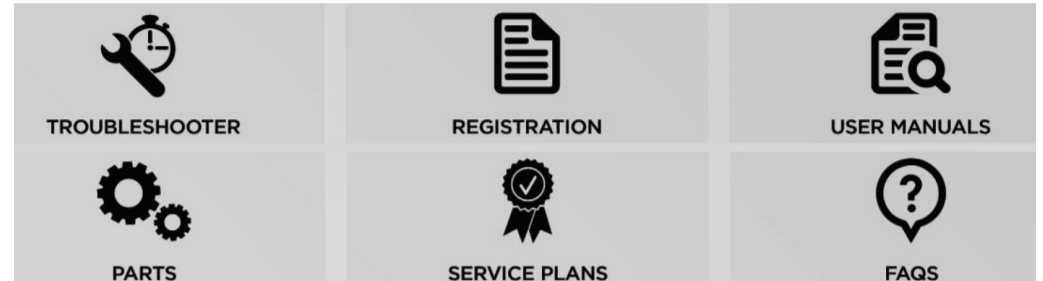 TROUBLESHOOTER
REGISTRATION
USER MANUALS
PARTS
SERVICE PLANS
FAQS